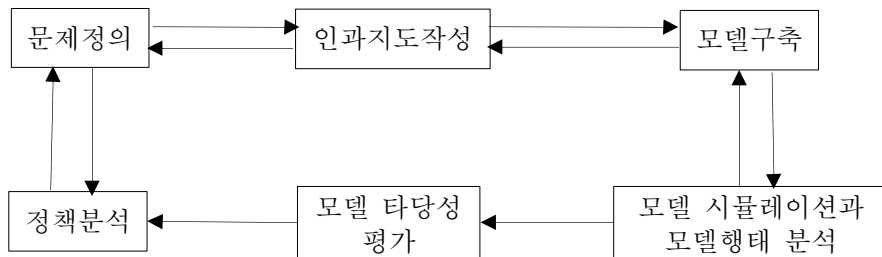 문제정의
인과지도작성
모델구축
정책분석
모델 타당성
평가
모델 시뮬레이션과
모델행태 분석